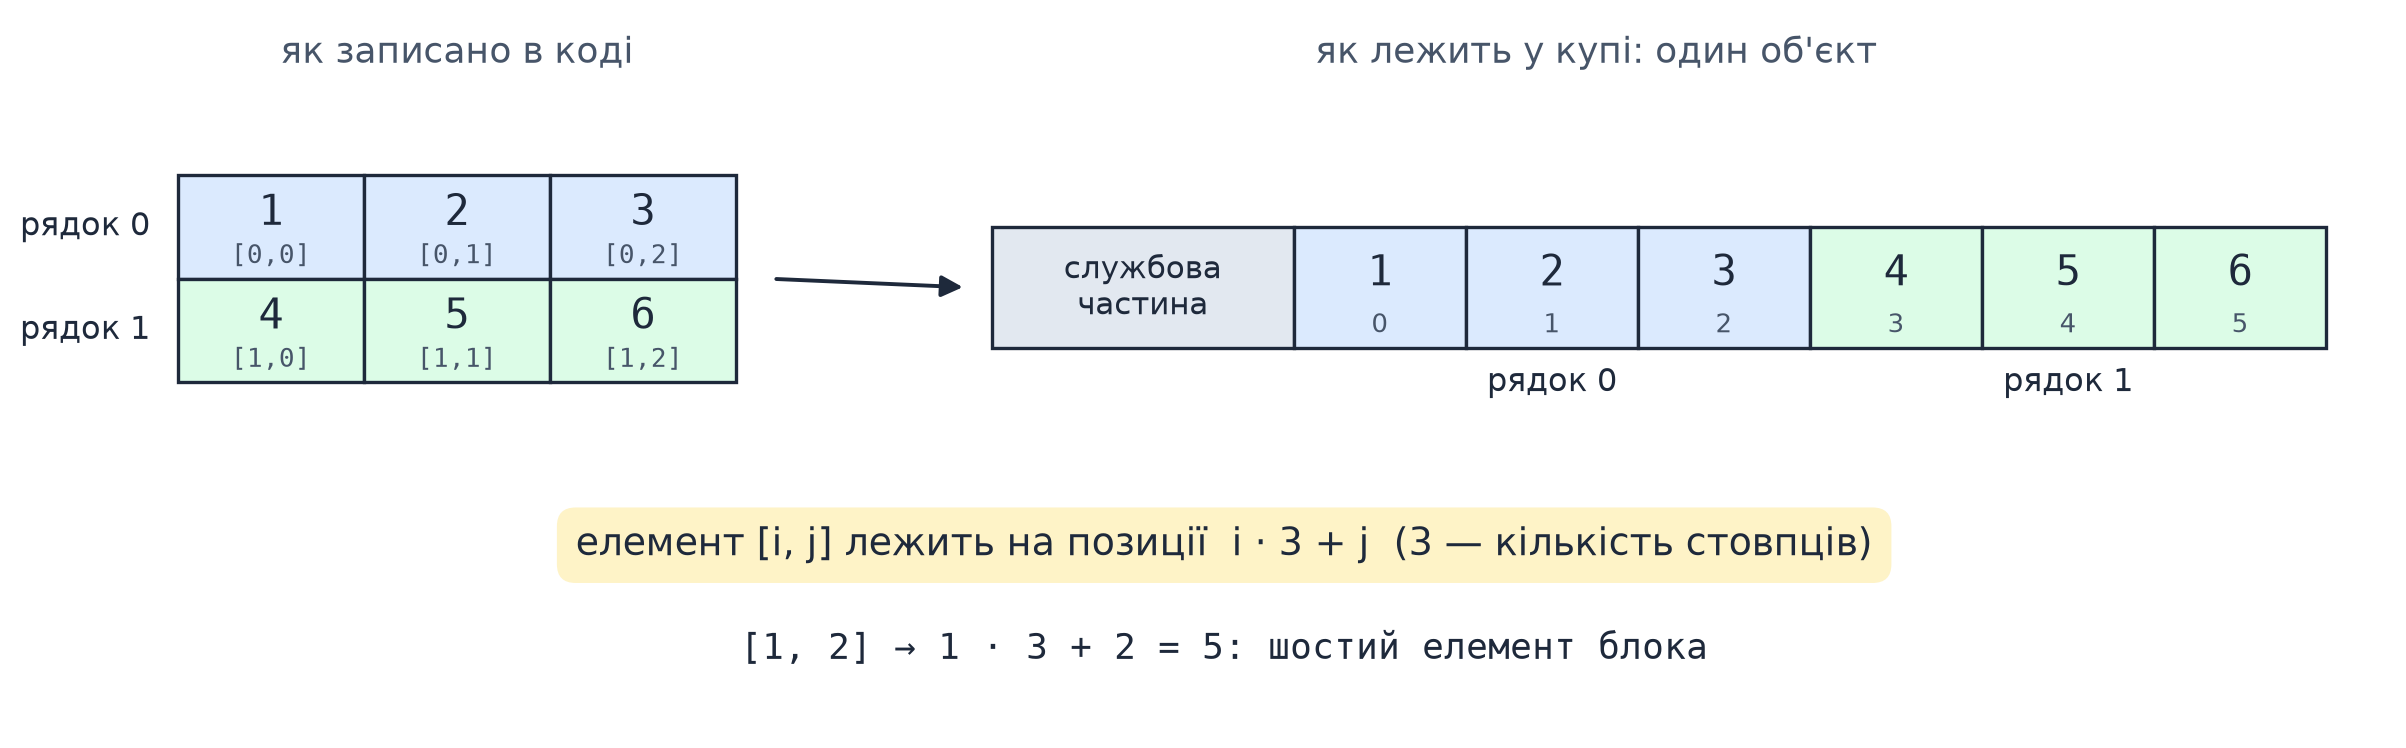 як записано в коді
як лежить у купі: один об'єкт
рядок 0
1 2 3
[0,0] [0,1] [0,2]
рядок 1
4 5 6
[1,0] [1,1] [1,2]
службова
частина
1 2 3 4 5 6
0 1 2 3 4 5
рядок 0
рядок 1
елемент [i, j] лежить на позиції i · 3 + j (3 — кількість стовпців)
[1, 2] → 1 · 3 + 2 = 5: шостий елемент блока